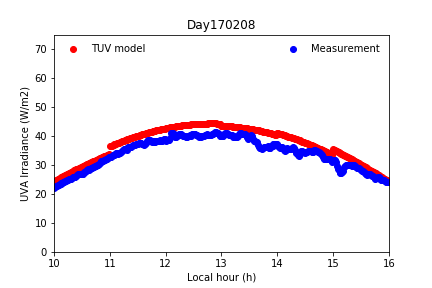 Day170208
TUV model
Measurement
UVA Irradiance (W/m2)
70
60
50
40
30
20
10
0
10 11 12 13 14 15 16
Local hour (h)